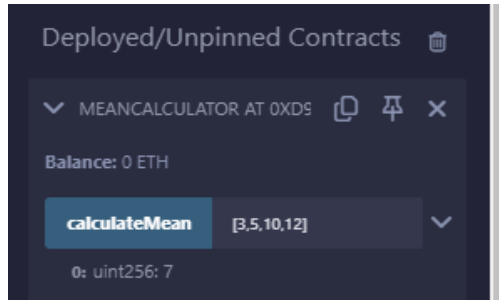 Deployed/Unpinned Contracts
MEANCALCULATOR AT 0XD9
Balance: 0 ETH
calculateMean [3,5,10,12]
0: uint256: 7